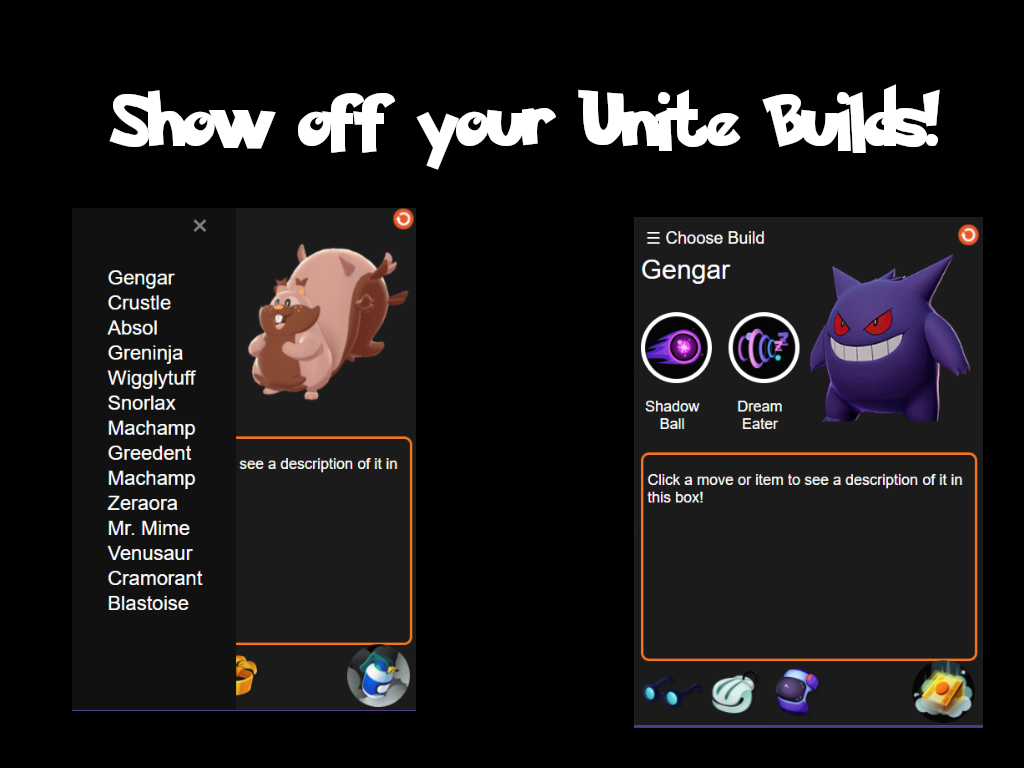 Show off your Unite Builds!
×
Gengar
Crustle
Absol
Greninja
Wigglytuff
Snorlax
Machamp
Greedent
Machamp
Zeraora
Mr. Mime
Venusaur
Cramorant
Blastoise
see a description of it in
☰ Choose Build
Gengar
Shadow
Ball
Dream
Eater
Click a move or item to see a description of it in
this box!